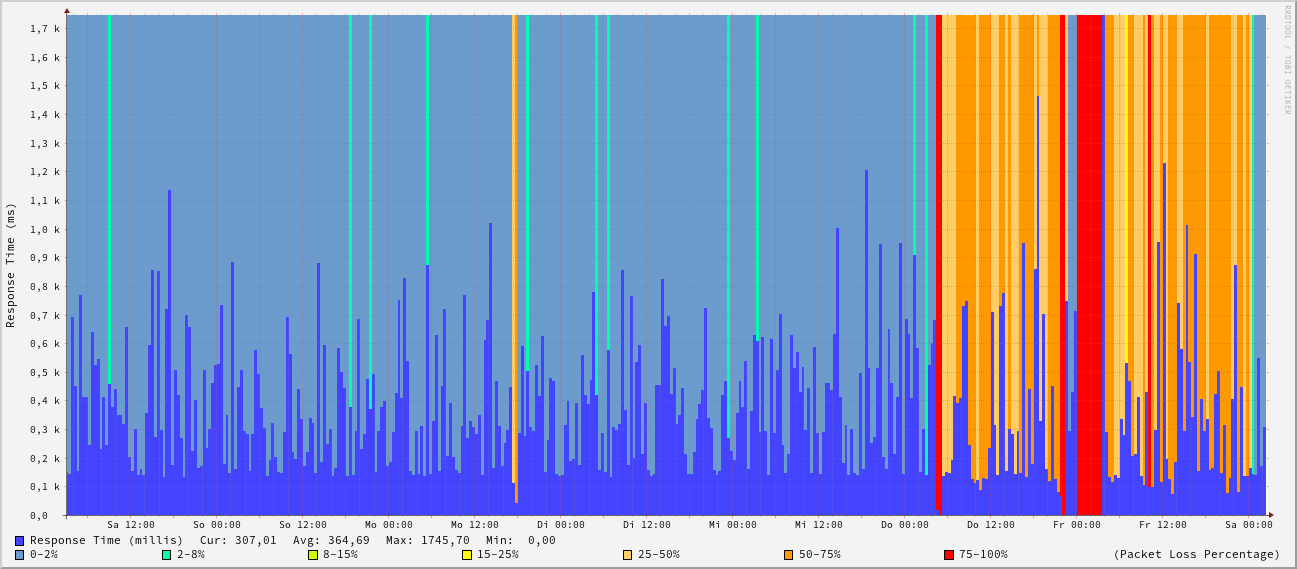 RRDTOOL / TOBI OETIKER
Response Time (ms)
1,7 k
1,6 k
1,5 k
1,4 k
1,3 k
1,2 k
1,1 k
1,0 k
0,9 k
0,8 k
0,7 k
0,6 k
0,5 k
0,4 k
0,3 k
0,2 k
0,1 k
0,0
Sa 12:00 So 00:00 So 12:00 Mo 00:00 Mo 12:00 Di 00:00 Di 12:00 Mi 00:00 Mi 12:00 Do 00:00 Do 12:00 Fr 00:00 Fr 12:00 Sa 00:00
Response Time (millis) Cur: 307,01 Avg: 364,69 Max: 1745,70 Min: 0,00
0-2% 2-8% 8-15% 15-25% 25-50% 50-75% 75-100% (Packet Loss Percentage)